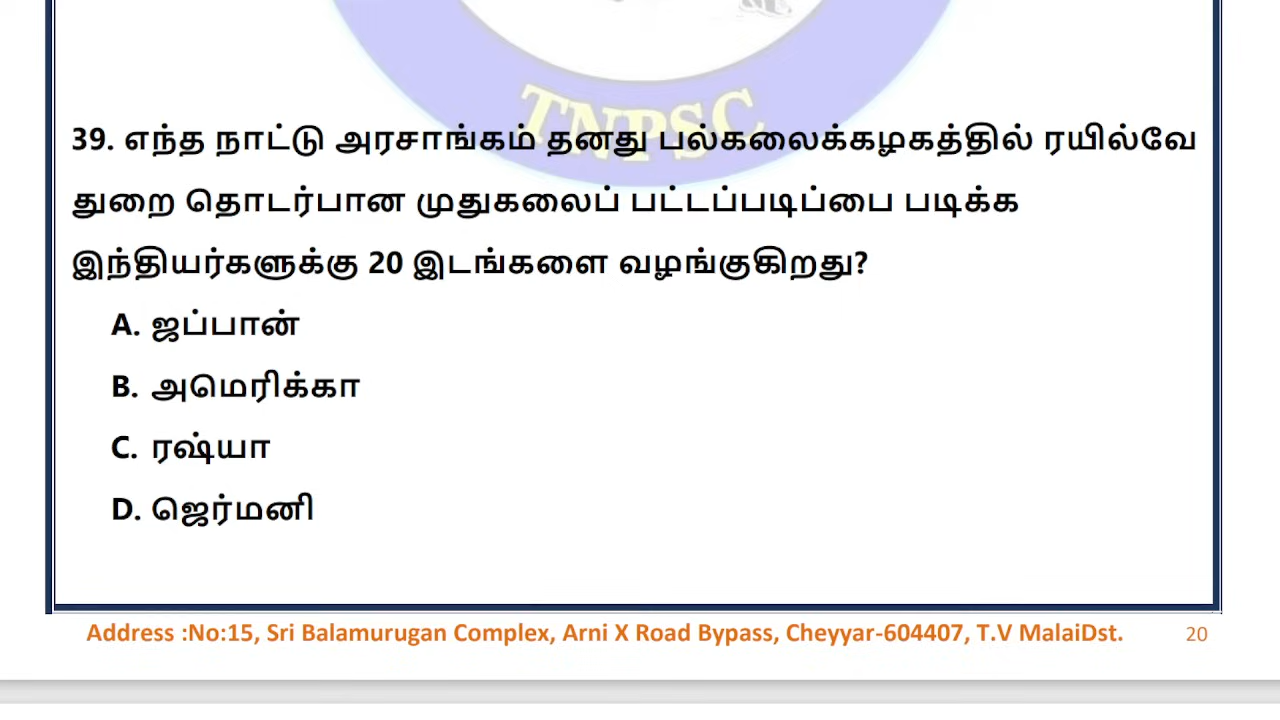 TNPSC
39. எந்த நாட்டு அரசாங்கம் தனது பல்கலைக்கழகத்தில் ரயில்வே
துறை தொடர்பான முதுகலைப் பட்டப்படிப்பை படிக்க
இந்தியர்களுக்கு 20 இடங்களை வழங்குகிறது?
A. ஜப்பான்
B. அமெரிக்கா
C. ரஷ்யா
D. ஜெர்மனி
Address :No:15, Sri Balamurugan Complex, Arni X Road Bypass, Cheyyar-604407, T.V MalaiDst. 20